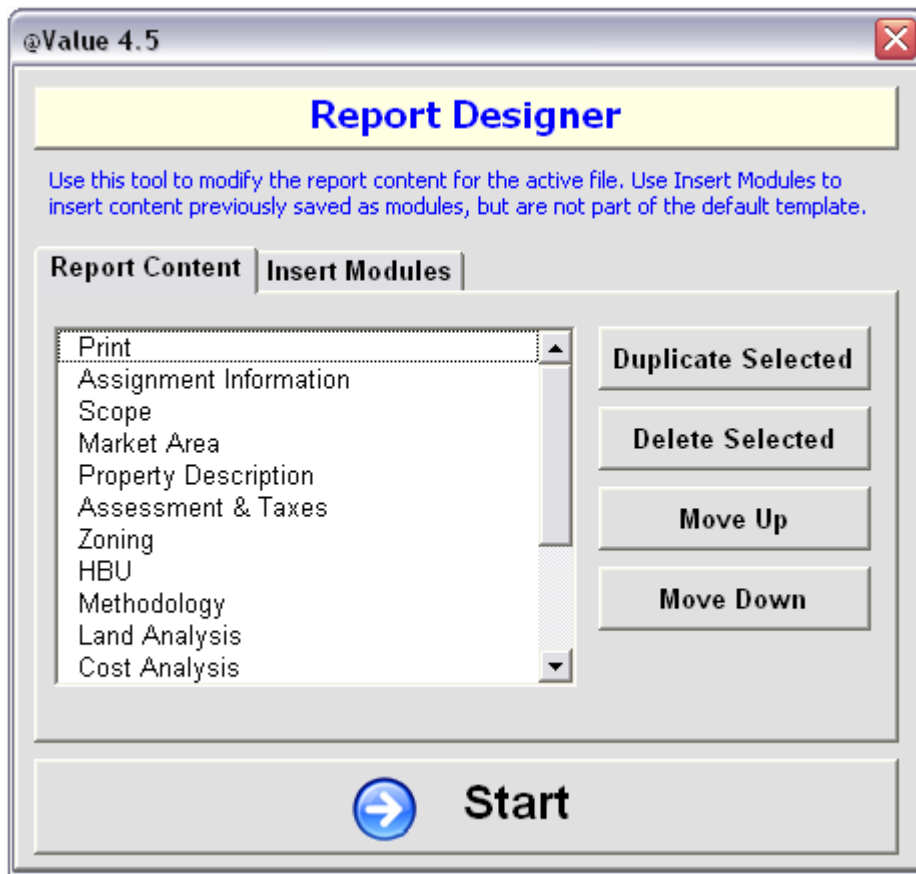 @Value 4.5
Report Designer
Use this tool to modify the report content for the active file. Use Insert Modules to
insert content previously saved as modules, but are not part of the default template.
Report Content
Insert Modules
Print
Assignment Information
Scope
Market Area
Property Description
Assessment & Taxes
Zoning
HBU
Methodology
Land Analysis
Cost Analysis
Duplicate Selected
Delete Selected
Move Up
Move Down
Start